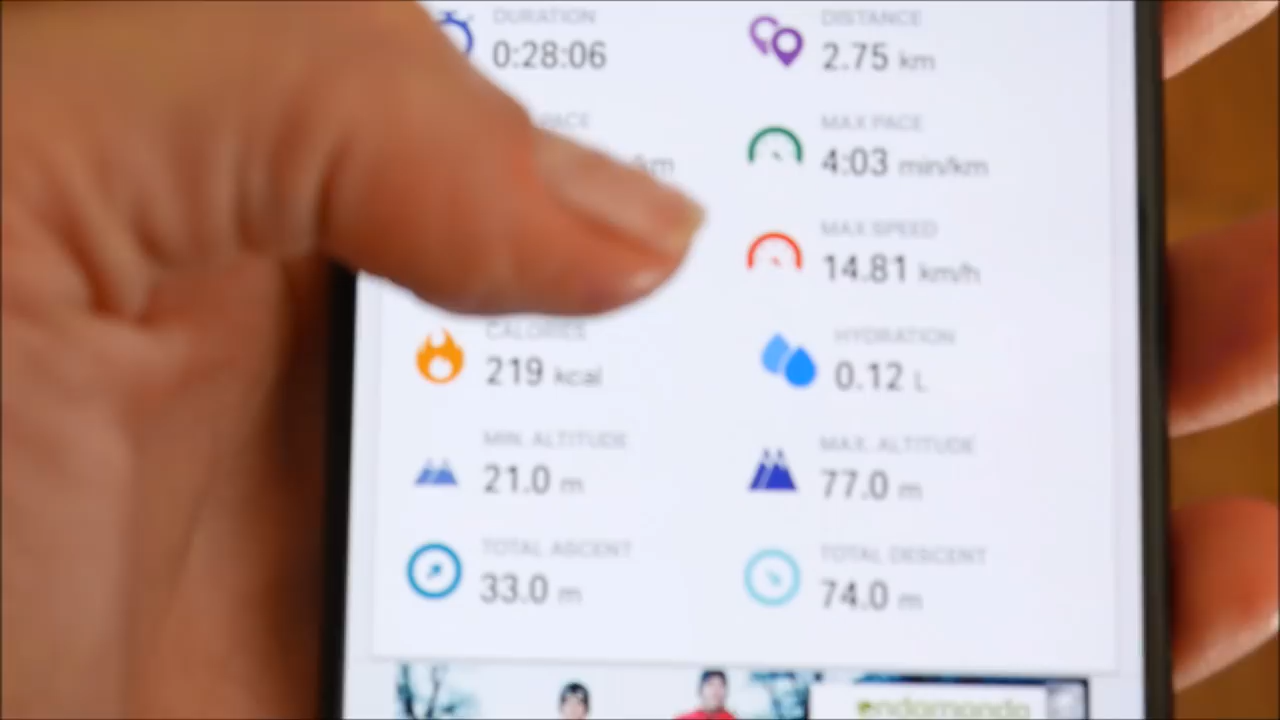 DURATION
0:28:06
DISTANCE
2.75 km
PACE
/km
MAX PACE
4:03 min/km
MAX SPEED
14.81 km/h
CALORIES
219 kcal
HYDRATION
0.12 L
MIN. ALTITUDE
21.0 m
MAX. ALTITUDE
77.0 m
TOTAL ASCENT
33.0 m
TOTAL DESCENT
74.0 m
endomondo